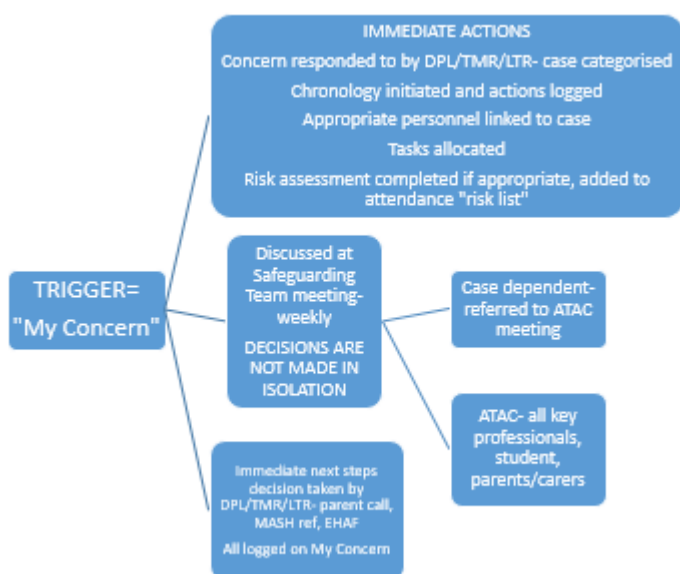 IMMEDIATE ACTIONS
Concern responded to by DPL/TMR/LTR- case categorised
Chronology initiated and actions logged
Appropriate personnel linked to case
Tasks allocated
Risk assessment completed if appropriate, added to
attendance "risk list"
TRIGGER=
"My Concern"
Discussed at
Safeguarding
Team meeting-
weekly
DECISIONS ARE
NOT MADE IN
ISOLATION
Case dependent-
referred to ATAC
meeting
ATAC- all key
professionals,
student,
parents/carers
Immediate next steps
decision taken by
DPL/TMR/LTR- parent call,
MASH ref, EHAF
All logged on My Concern